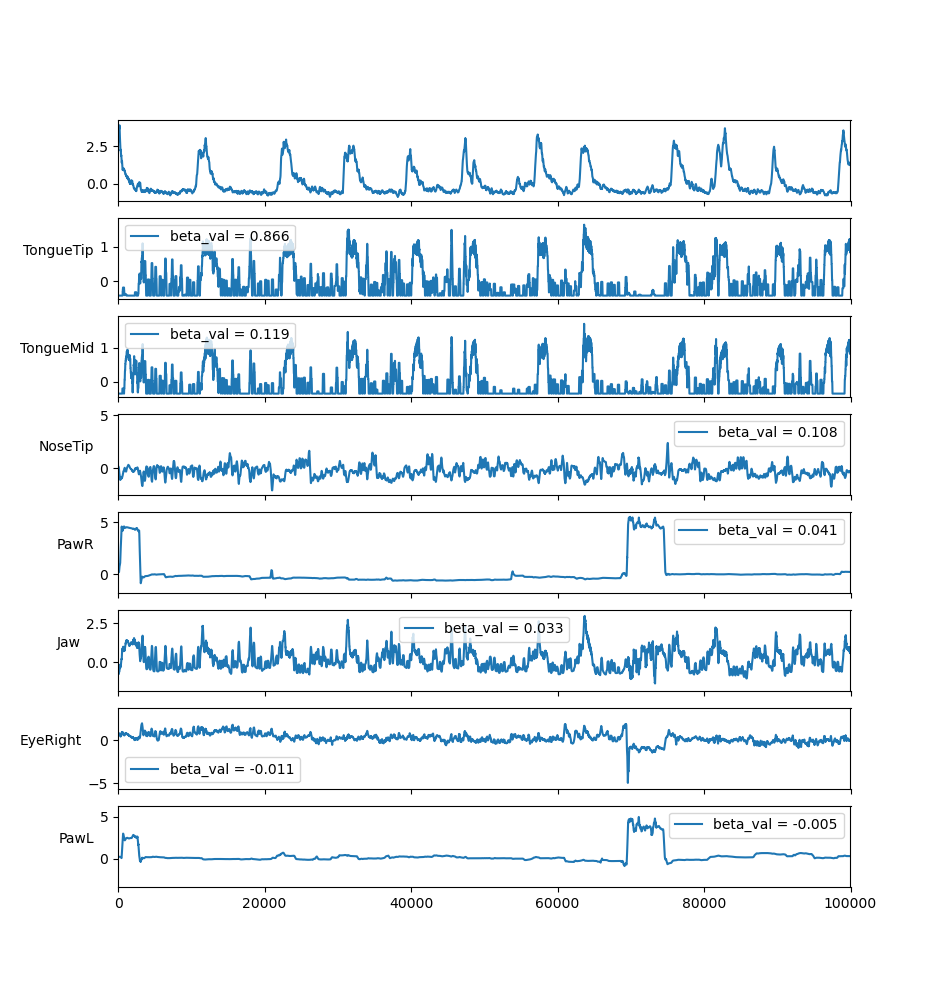 2.5
0.0
TongueTip
1
0
beta_val = 0.866
TongueMid
1
0
beta_val = 0.119
NoseTip
5
0
beta_val = 0.108
PawR
5
0
beta_val = 0.041
Jaw
2.5
0.0
beta_val = 0.033
EyeRight
0
−5
beta_val = -0.011
PawL
5
0
beta_val = -0.005
0 20000 40000 60000 80000 100000